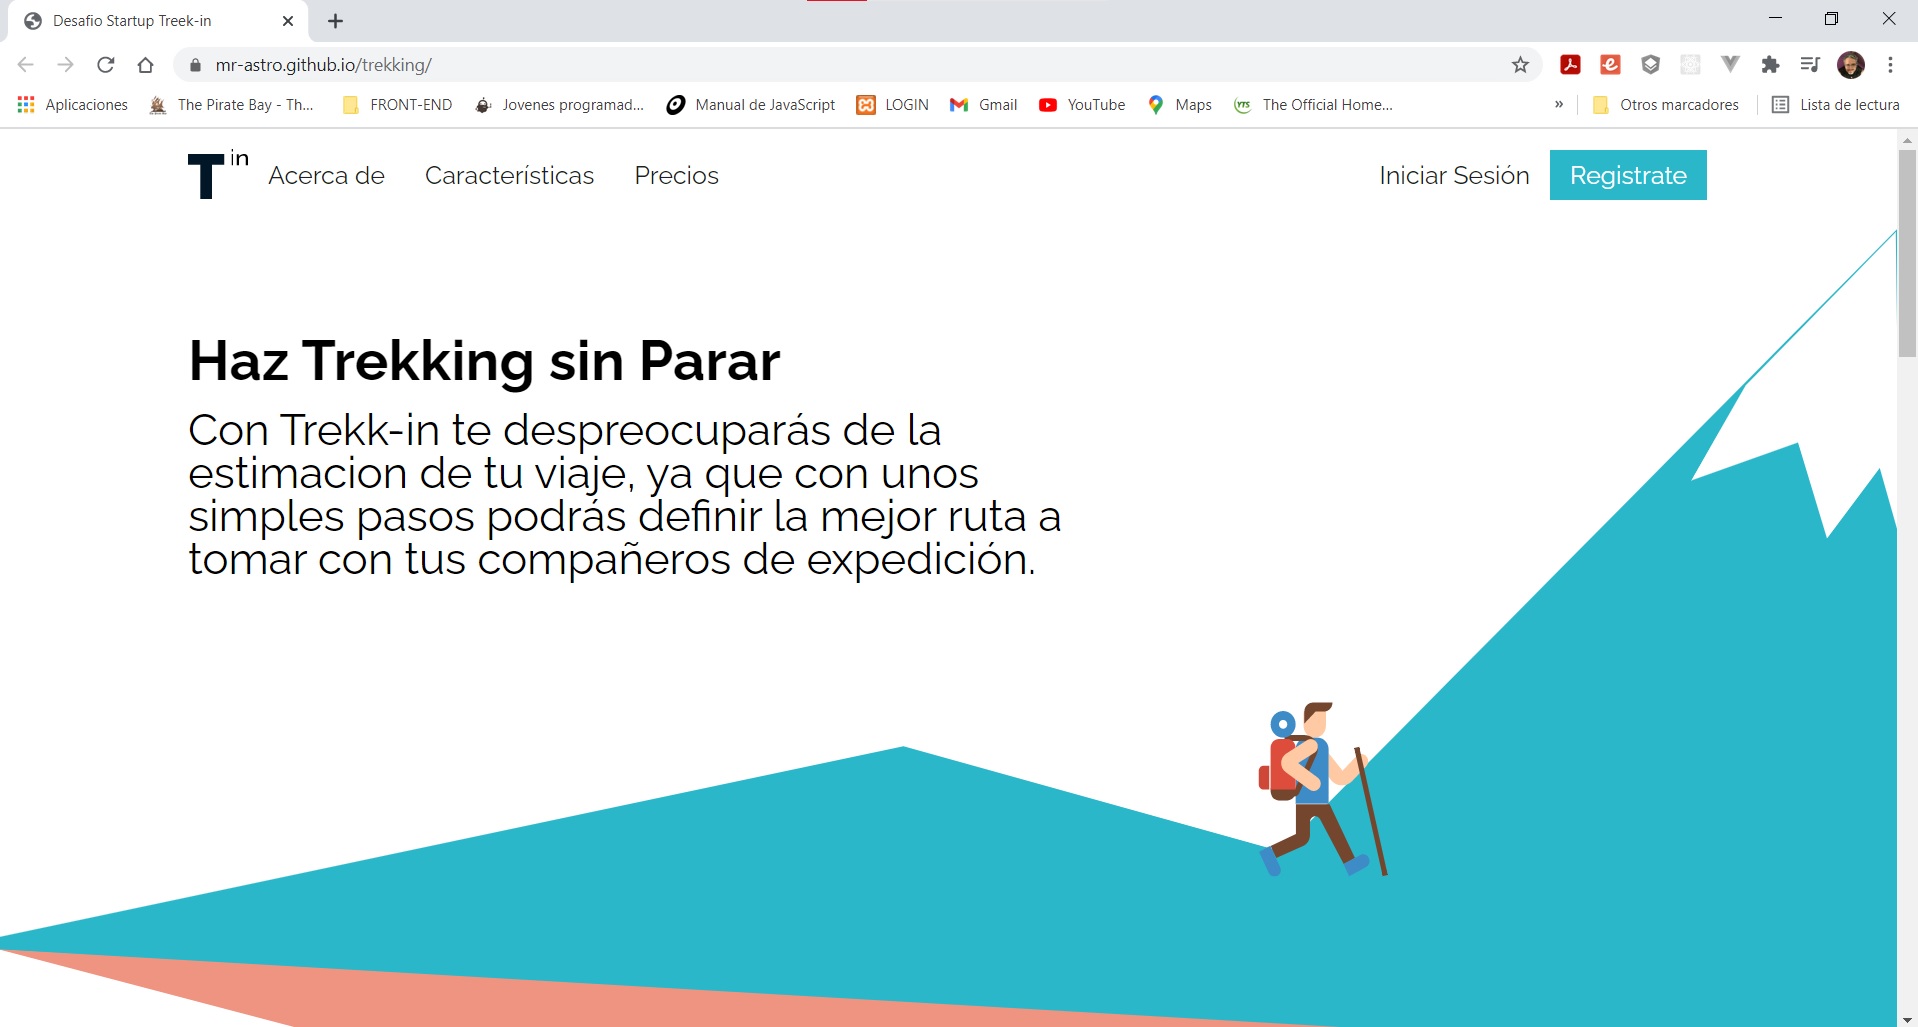 Desafio Startup Treek-in
mr-astro.github.io/trekking/
Aplicaciones
The Pirate Bay - Th...
FRONT-END
Jovenes programad...
Manual de JavaScript
LOGIN
Gmail
YouTube
Maps
YTS
The Official Home...
»
Otros marcadores
Lista de lectura
T in
Acerca de
Características
Precios
Iniciar Sesión
Registrate
Haz Trekking sin Parar
Con Trekk-in te despreocuparás de la
estimacion de tu viaje, ya que con unos
simples pasos podrás definir la mejor ruta a
tomar con tus compañeros de expedición.